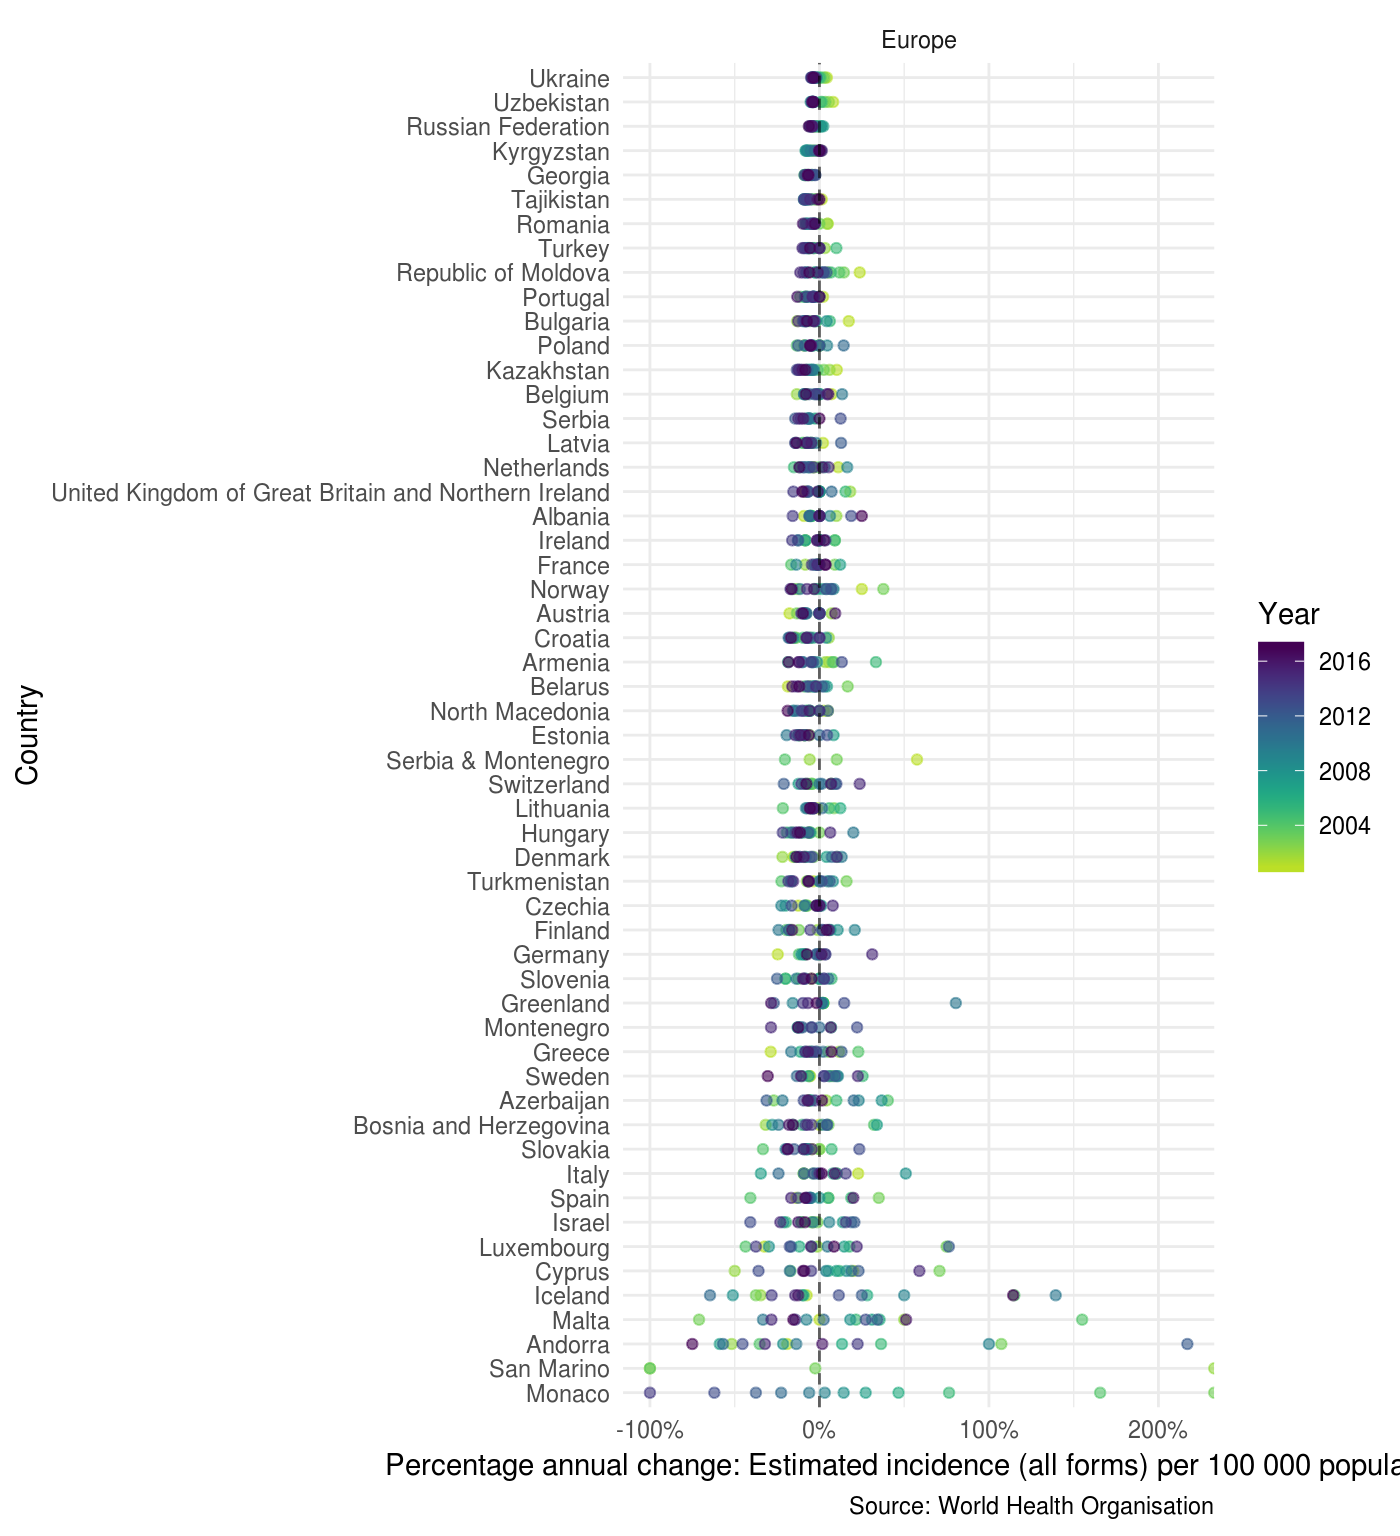 Europe
Ukraine
Uzbekistan
Russian Federation
Kyrgyzstan
Georgia
Tajikistan
Romania
Turkey
Republic of Moldova
Portugal
Bulgaria
Poland
Kazakhstan
Belgium
Serbia
Latvia
Netherlands
United Kingdom of Great Britain and Northern Ireland
Albania
Ireland
France
Norway
Austria
Croatia
Armenia
Belarus
North Macedonia
Estonia
Serbia & Montenegro
Switzerland
Lithuania
Hungary
Denmark
Turkmenistan
Czechia
Finland
Germany
Slovenia
Greenland
Montenegro
Greece
Sweden
Azerbaijan
Bosnia and Herzegovina
Slovakia
Italy
Spain
Israel
Luxembourg
Cyprus
Iceland
Malta
Andorra
San Marino
Monaco
Country
Year
2016
2012
2008
2004
-100% 0% 100% 200%
Percentage annual change: Estimated incidence (all forms) per 100 000 popula
Source: World Health Organisation